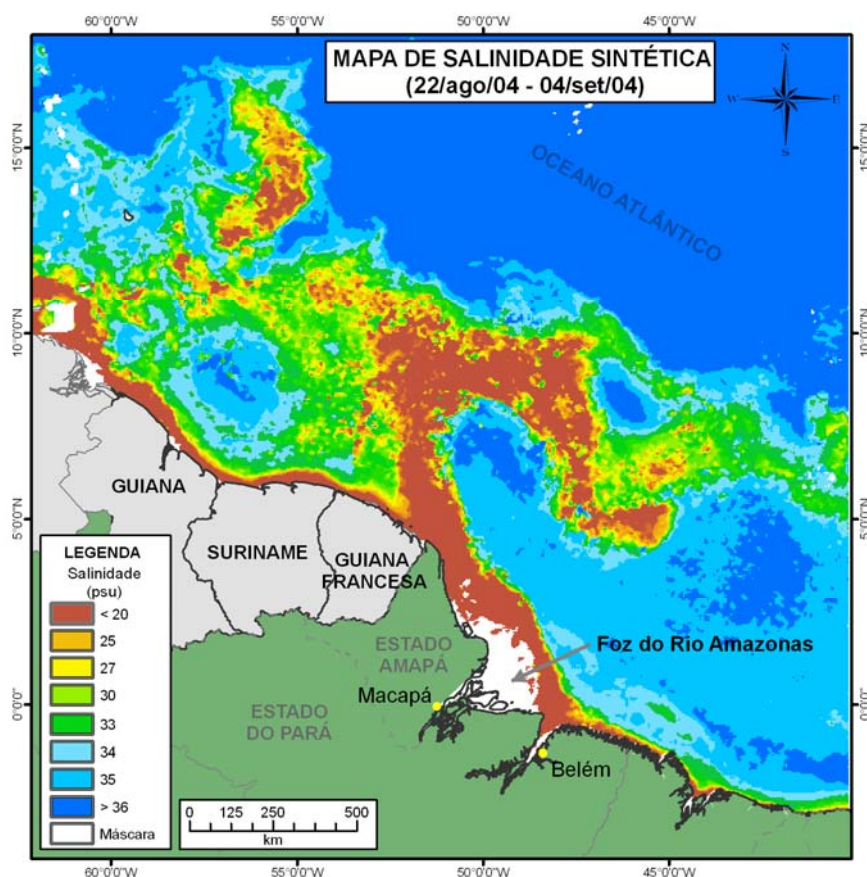 60°0'0"W 55°0'0"W 50°0'0"W 45°0'0"W
MAPA DE SALINIDADE SINTÉTICA
(22/ago/04 - 04/set/04)
N
W E
S
15°0'0"N 15°0'0"N
OCEANO ATLÂNTICO
10°0'0"N 10°0'0"N
GUIANA
SURINAME
GUIANA
FRANCESA
5°0'0"N 5°0'0"N
LEGENDA
Salinidade
(psu)
< 20
25
27
30
33
34
35
> 36
Máscara
ESTADO
AMAPÁ
Foz do Rio Amazonas
Macapá
0°0'0" 0°0'0"
ESTADO
DO PARÁ
Belém
0 125 250 500
km
60°0'0"W 55°0'0"W 50°0'0"W 45°0'0"W